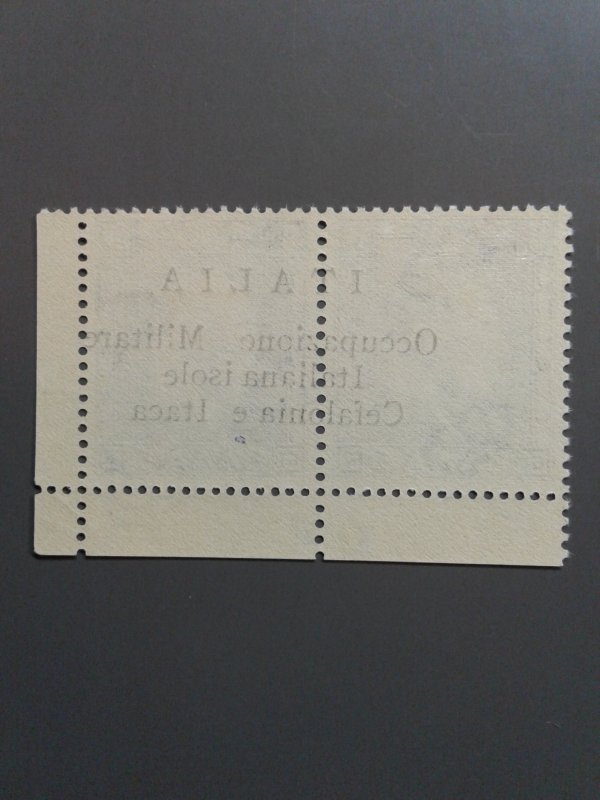 ITALIA
Occupazione Militare
Italiana isole
Cefalonia e Itaca